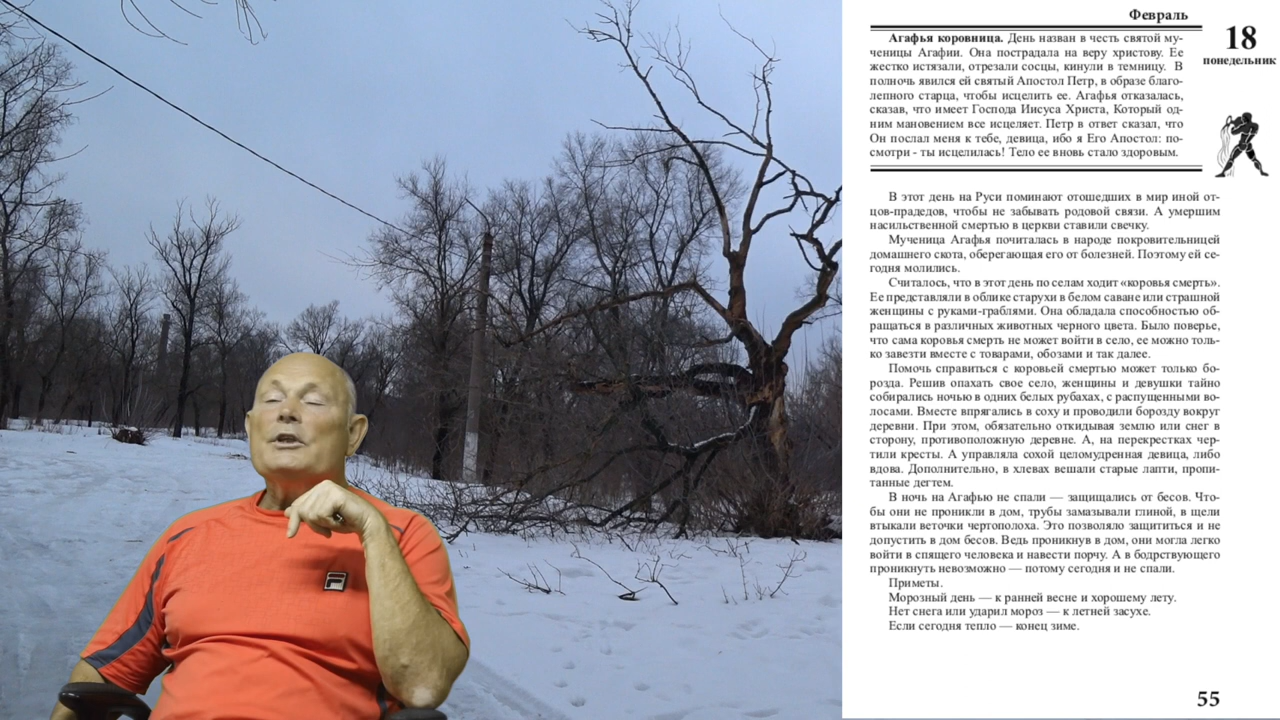 Февраль
18
понедельник
Агафья коровница. День назван в честь святой му-
ченицы Агафии. Она пострадала на веру христову. Ее
жестко истязали, отрезали сосцы, кинули в темницу. В
полночь явился ей святый Апостол Петр, в образе благо-
лепного старца, чтобы исцелить ее. Агафья отказалась,
сказав, что имеет Господа Иисуса Христа, Который од-
ним мановением все исцеляет. Петр в ответ сказал, что
Он послал меня к тебе, девица, ибо я Его Апостол: по-
смотри - ты исцелилась! Тело ее вновь стало здоровым.
В этот день на Руси поминают отошедших в мир иной от-
цов-прадедов, чтобы не забывать родовой связи. А умершим
насильственной смертью в церкви ставили свечку.
Мученица Агафья почиталась в народе покровительницей
домашнего скота, оберегающая его от болезней. Поэтому ей се-
годня молились.
Считалось, что в этот день по селам ходит «коровья смерть».
Ее представляли в облике старухи в белом саване или страшной
женщины с руками-граблями. Она обладала способностью об-
ращаться в различных животных черного цвета. Было поверье,
что сама коровья смерть не может войти в село, ее можно толь-
ко завезти вместе с товарами, обозами и так далее.
Помочь справиться с коровьей смертью может только бо-
розда. Решив опахать свое село, женщины и девушки тайно
собирались ночью в одних белых рубахах, с распущенными во-
лосами. Вместе впрягались в соху и проводили борозду вокруг
деревни. При этом, обязательно откидывая землю или снег в
сторону, противоположную деревне. А, на перекрестках чер-
тили кресты. А управляла сохой целомудренная девица, либо
вдова. Дополнительно, в хлевах вешали старые лапти, пропи-
танные дегтем.
В ночь на Агафью не спали — защищались от бесов. Что-
бы они не проникли в дом, трубы замазывали глиной, в щели
втыкали веточки чертополоха. Это позволяло защититься и не
допустить в дом бесов. Ведь проникнув в дом, они могла легко
войти в спящего человека и навести порчу. А в бодрствующего
проникнуть невозможно — потому сегодня и не спали.
Приметы.
Морозный день — к ранней весне и хорошему лету.
Нет снега или ударил мороз — к летней засухе.
Если сегодня тепло — конец зиме.
55